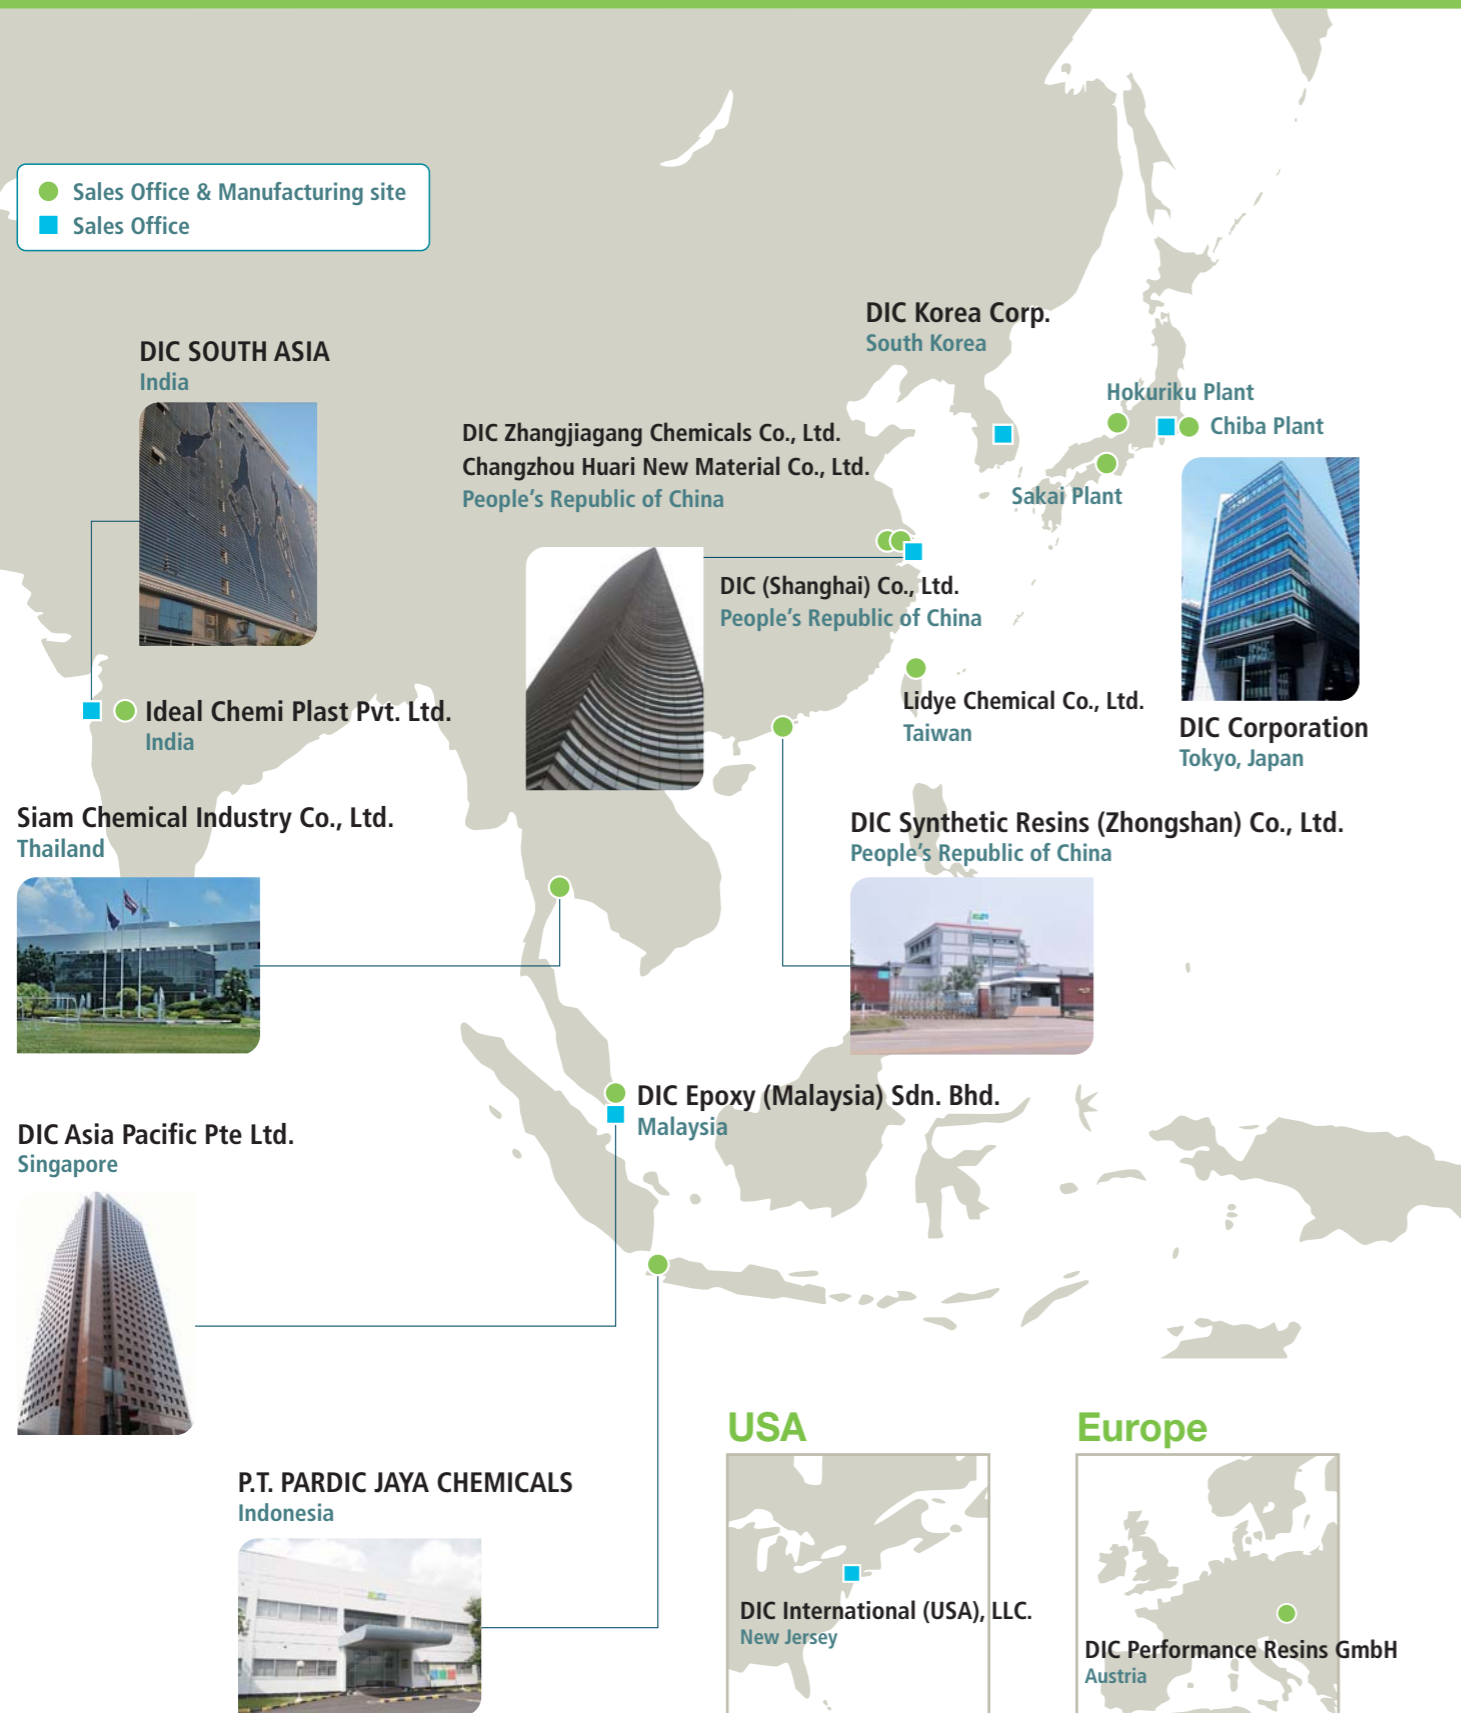 Sales Office & Manufacturing site
Sales Office
DIC Korea Corp.
South Korea
DIC SOUTH ASIA
India
Hokuriku Plant
Chiba Plant
DIC Zhangjiagang Chemicals Co., Ltd.
Changzhou Huari New Material Co., Ltd.
People's Republic of China
Sakai Plant
DIC (Shanghai) Co., Ltd.
People's Republic of China
Ideal Chemi Plast Pvt. Ltd.
India
Lidye Chemical Co., Ltd.
Taiwan
DIC Corporation
Tokyo, Japan
Siam Chemical Industry Co., Ltd.
Thailand
DIC Synthetic Resins (Zhongshan) Co., Ltd.
People's Republic of China
DIC Epoxy (Malaysia) Sdn. Bhd.
Malaysia
DIC Asia Pacific Pte Ltd.
Singapore
P.T. PARDIC JAYA CHEMICALS
Indonesia
USA
DIC International (USA), LLC.
New Jersey
Europe
DIC Performance Resins GmbH
Austria